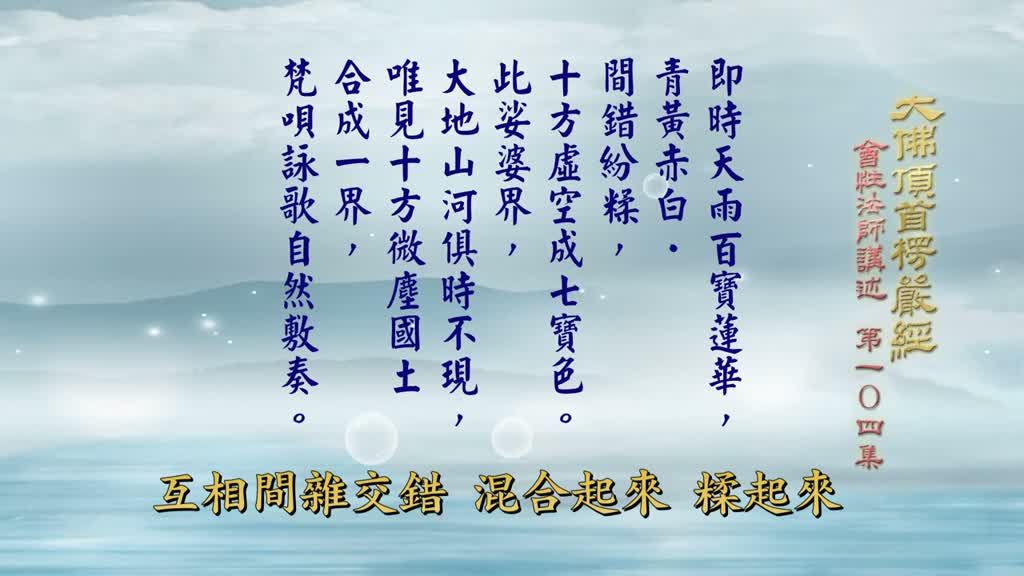 大佛頂首楞嚴經
會性法師講述 第一〇四集
即時天雨百寶蓮華，
青黃赤白．
間錯紛糅，
十方虛空成七寶色。
此娑婆界，
大地山河俱時不現，
唯見十方微塵國土
合成一界，
梵唄詠歌自然敷奏。
互相間雜交錯 混合起來 糅起來